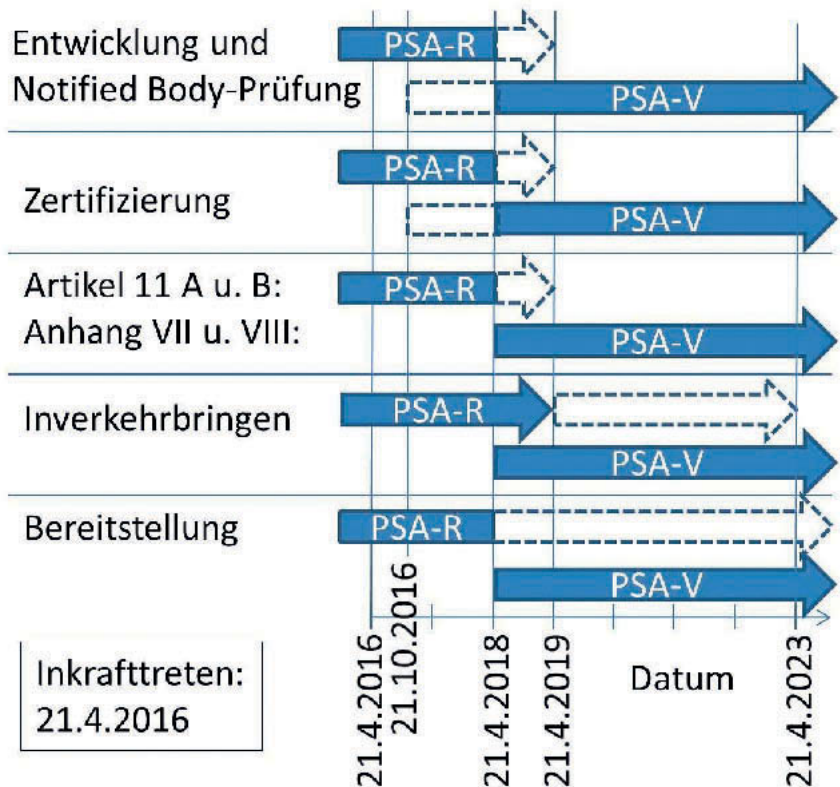 Entwicklung und
Notified Body-Prüfung
PSA-R
PSA-V
Zertifizierung
PSA-R
PSA-V
Artikel 11 A u. B:
Anhang VII u. VIII:
PSA-R
PSA-V
Inverkehrbringen
PSA-R
PSA-V
Bereitstellung
PSA-R
PSA-V
Inkrafttreten:
21.4.2016
21.4.2016
21.10.2016
21.4.2018
21.4.2019
Datum
21.4.2023